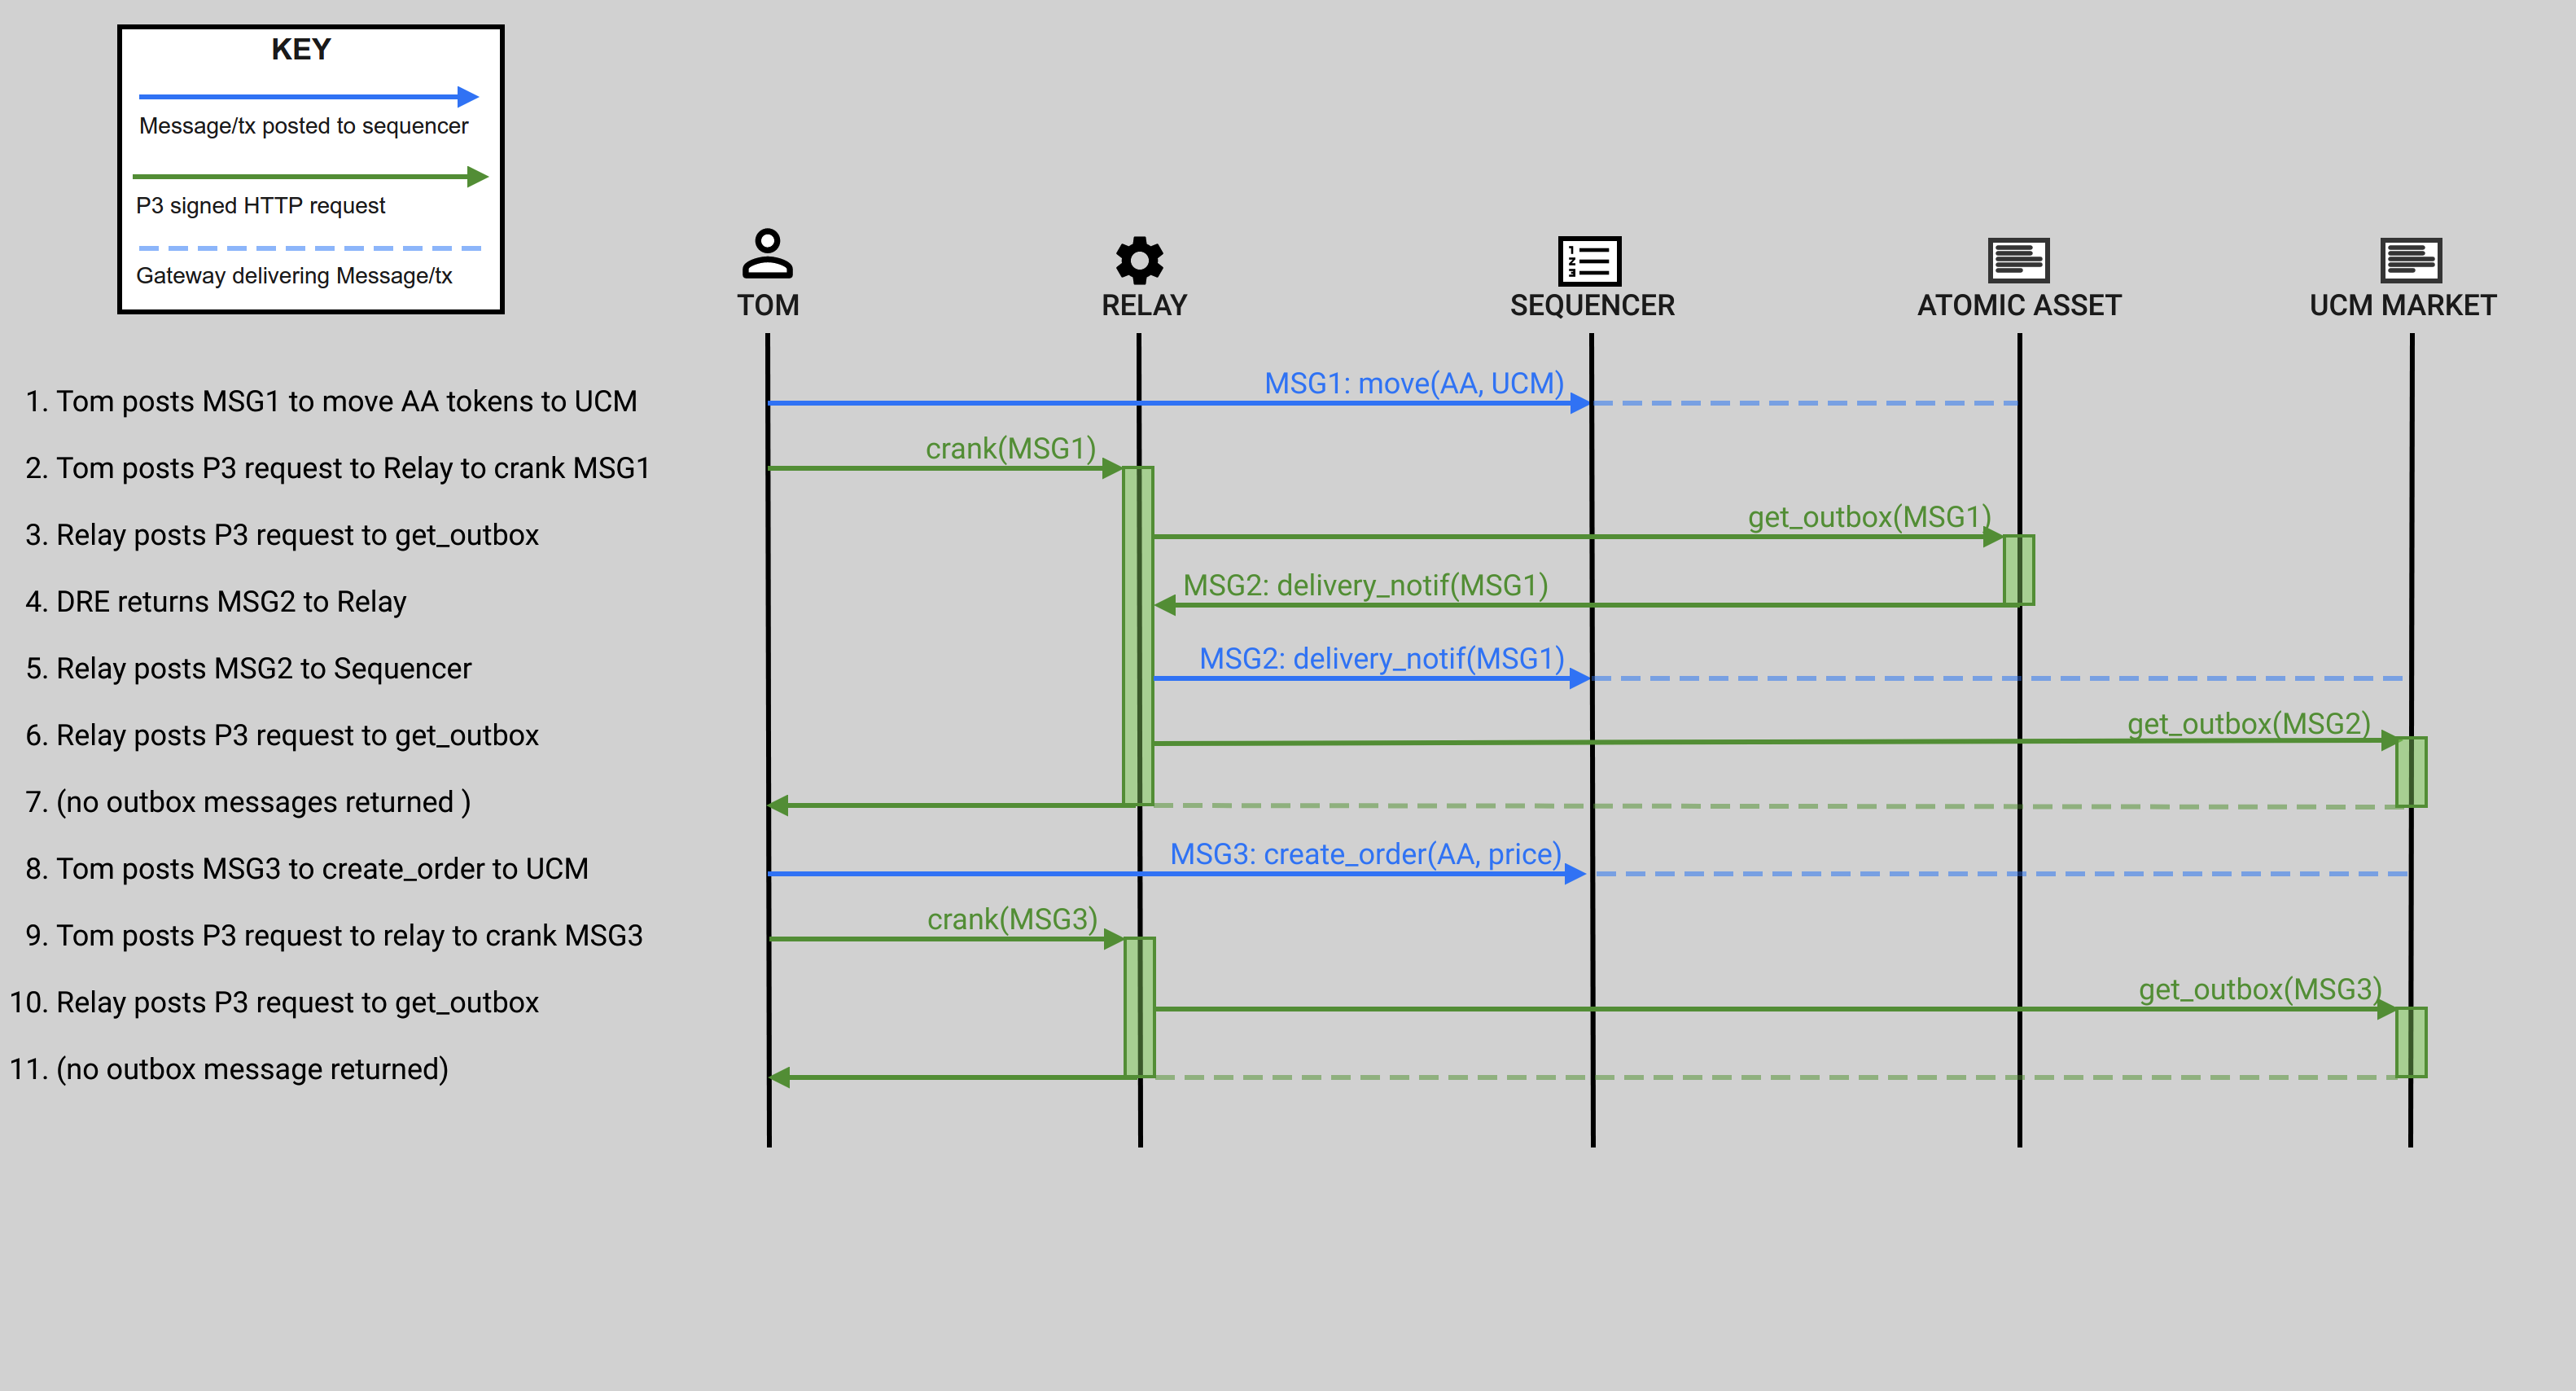 KEY
Message/tx posted to sequencer
P3 signed HTTP request
Gateway delivering Message/tx
TOM
RELAY
1
2
3
SEQUENCER
ATOMIC ASSET
UCM MARKET
1. Tom posts MSG1 to move AA tokens to UCM
MSG1: move(AA, UCM)
2. Tom posts P3 request to Relay to crank MSG1
crank(MSG1)
3. Relay posts P3 request to get_outbox
get_outbox(MSG1)
4. DRE returns MSG2 to Relay
MSG2: delivery_notif(MSG1)
5. Relay posts MSG2 to Sequencer
MSG2: delivery_notif(MSG1)
6. Relay posts P3 request to get_outbox
get_outbox(MSG2)
7. (no outbox messages returned )
8. Tom posts MSG3 to create_order to UCM
MSG3: create_order(AA, price)
9. Tom posts P3 request to relay to crank MSG3
crank(MSG3)
10. Relay posts P3 request to get_outbox
get_outbox(MSG3)
11. (no outbox message returned)